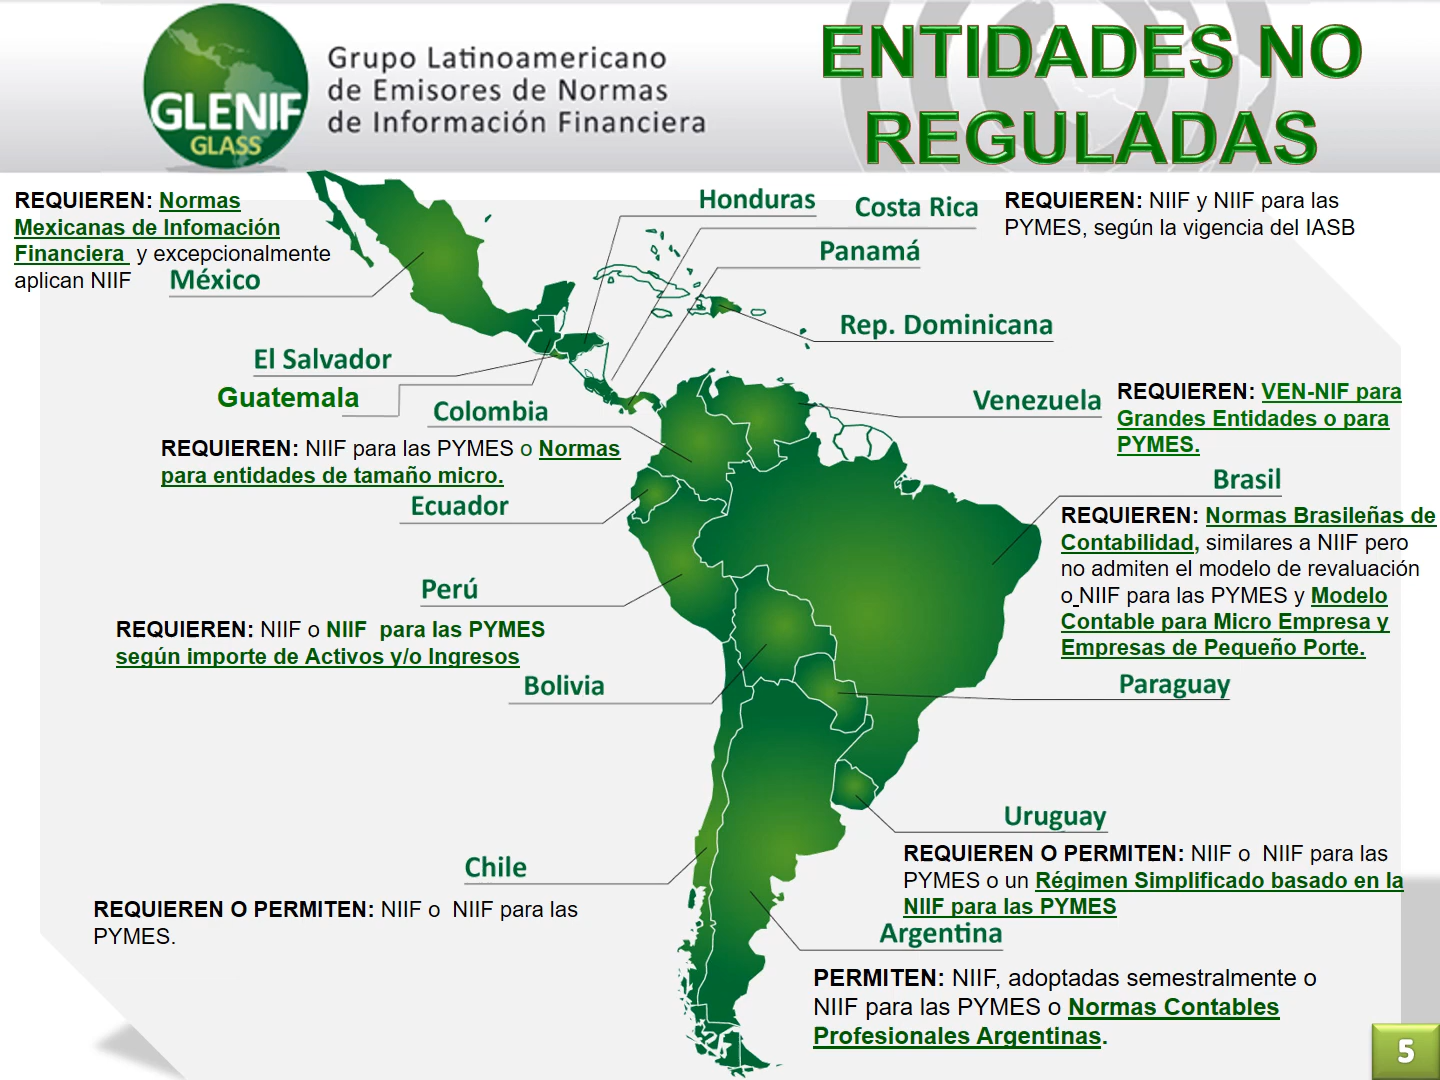 GLENIF
GLASS
Grupo Latinoamericano
de Emisores de Normas
de Información Financiera
ENTIDADES NO
REGULADAS
REQUIEREN: Normas
Mexicanas de Infomación
Financiera  y excepcionalmente
aplican NIIF
México
Honduras
Costa Rica
Panamá
REQUIEREN: NIIF y NIIF para las
PYMES, según la vigencia del IASB
Rep. Dominicana
El Salvador
Guatemala
Colombia
REQUIEREN: NIIF para las PYMES o Normas
para entidades de tamaño micro.
Venezuela
REQUIEREN: VEN-NIF para
Grandes Entidades o para
PYMES.
Ecuador
Brasil
REQUIEREN: Normas Brasileñas de
Contabilidad, similares a NIIF pero
no admiten el modelo de revaluación
o NIIF para las PYMES y Modelo
Contable para Micro Empresa y
Empresas de Pequeño Porte.
Perú
REQUIEREN: NIIF o NIIF  para las PYMES
según importe de Activos y/o Ingresos
Bolivia
Paraguay
Uruguay
REQUIEREN O PERMITEN: NIIF o  NIIF para las
PYMES o un Régimen Simplificado basado en la
NIIF para las PYMES
Chile
REQUIEREN O PERMITEN: NIIF o  NIIF para las
PYMES.
Argentina
PERMITEN: NIIF, adoptadas semestralmente o
NIIF para las PYMES o Normas Contables
Profesionales Argentinas.
5